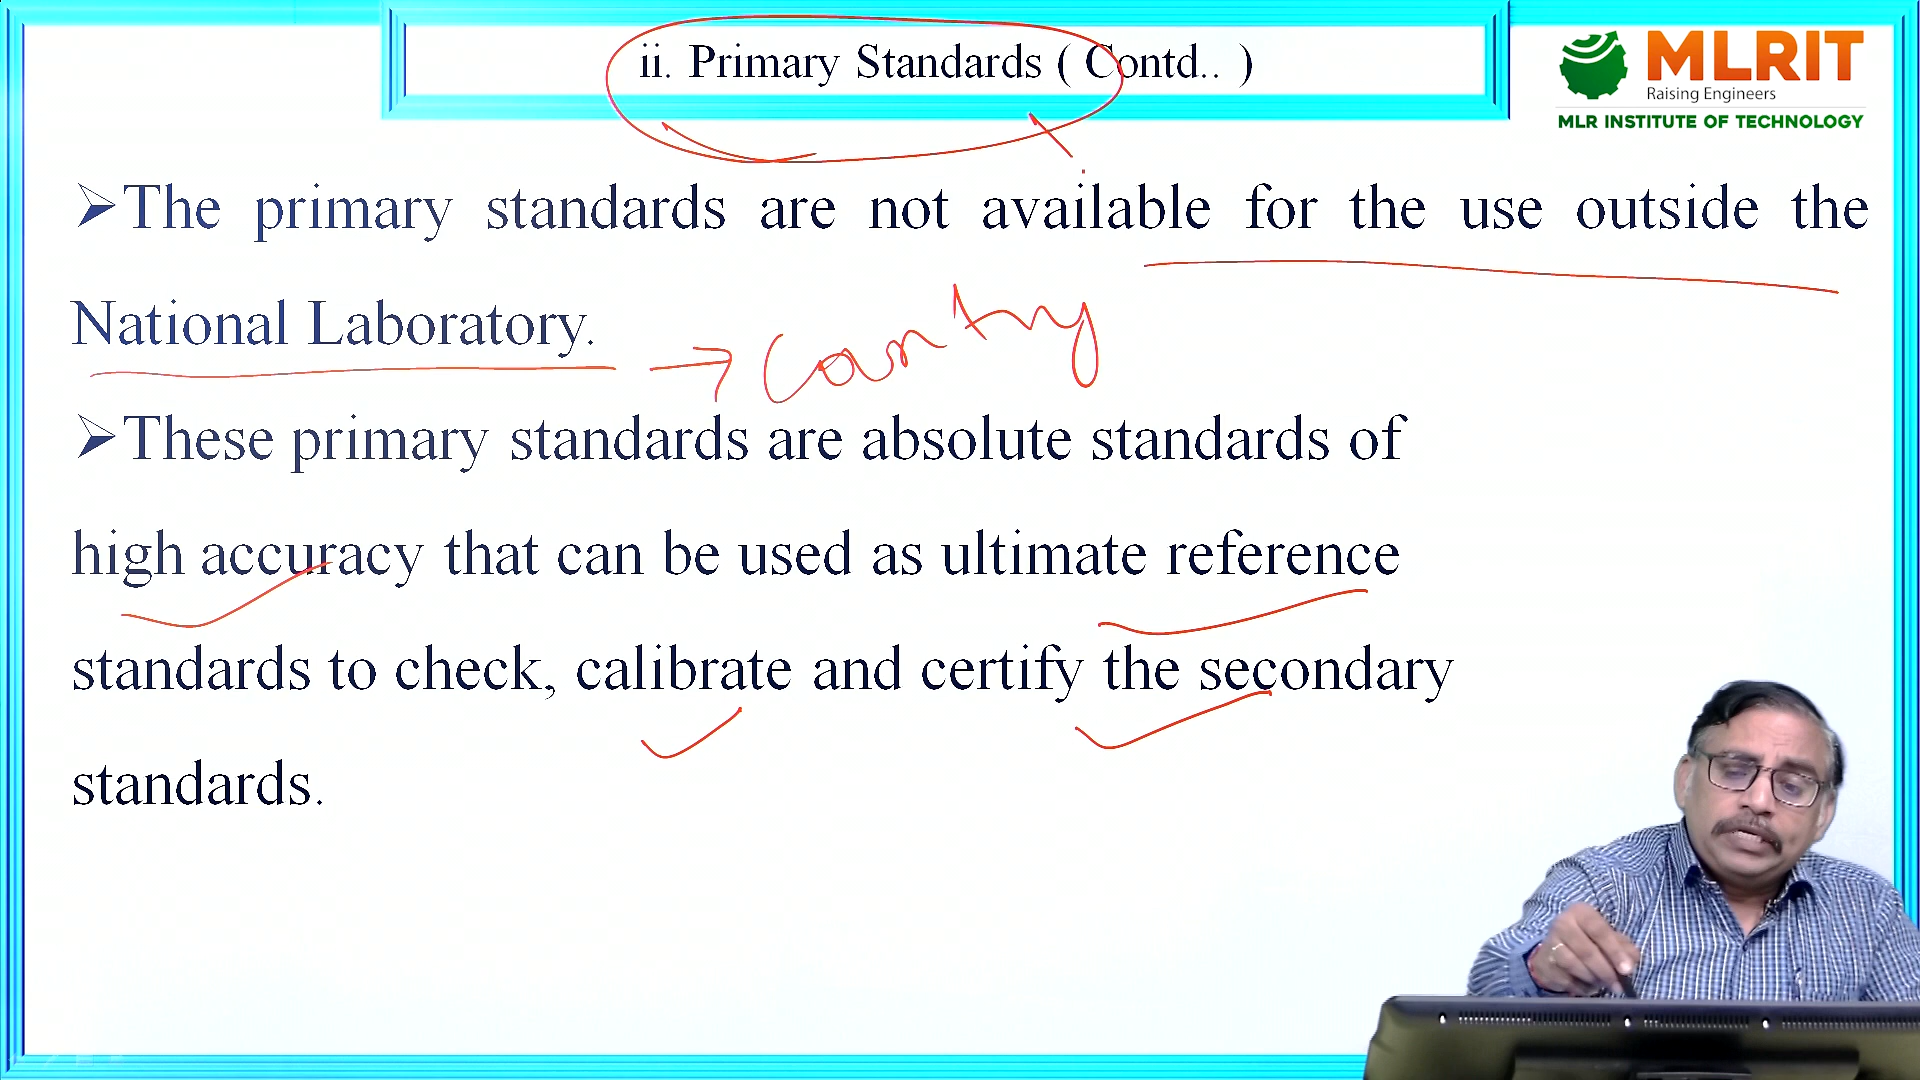 ii. Primary Standards ( Contd.. )
MLRIT
Raising Engineers
MLR INSTITUTE OF TECHNOLOGY
➢The primary standards are not available for the use outside the
National Laboratory.
→ Country
➢These primary standards are absolute standards of
high accuracy that can be used as ultimate reference
standards to check, calibrate and certify the secondary
standards.